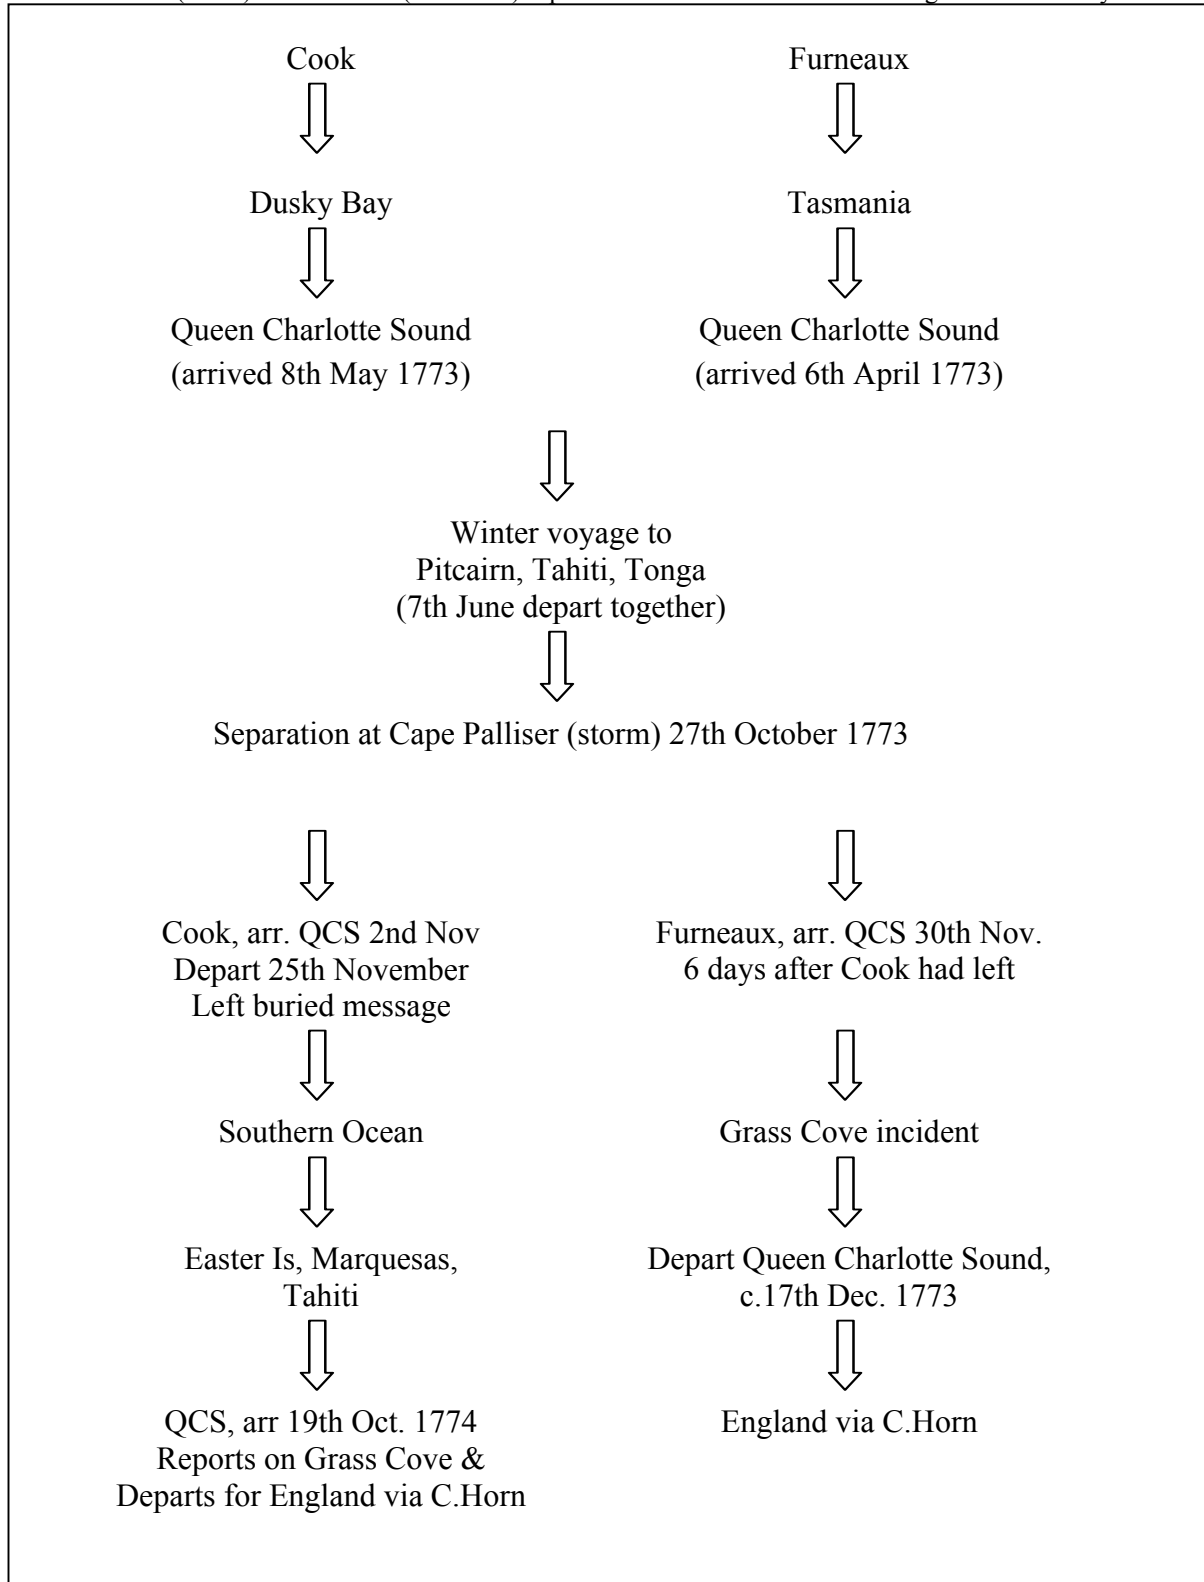 Cook
Furneaux
Dusky Bay
Tasmania
Queen Charlotte Sound
(arrived 8th May 1773)
Queen Charlotte Sound
(arrived 6th April 1773)
Winter voyage to
Pitcairn, Tahiti, Tonga
(7th June depart together)
Separation at Cape Palliser (storm) 27th October 1773
Cook, arr. QCS 2nd Nov
Depart 25th November
Left buried message
Furneaux, arr. QCS 30th Nov.
6 days after Cook had left
Southern Ocean
Grass Cove incident
Easter Is, Marquesas,
Tahiti
Depart Queen Charlotte Sound,
c.17th Dec. 1773
QCS, arr 19th Oct. 1774
Reports on Grass Cove &
Departs for England via C.Horn
England via C.Horn